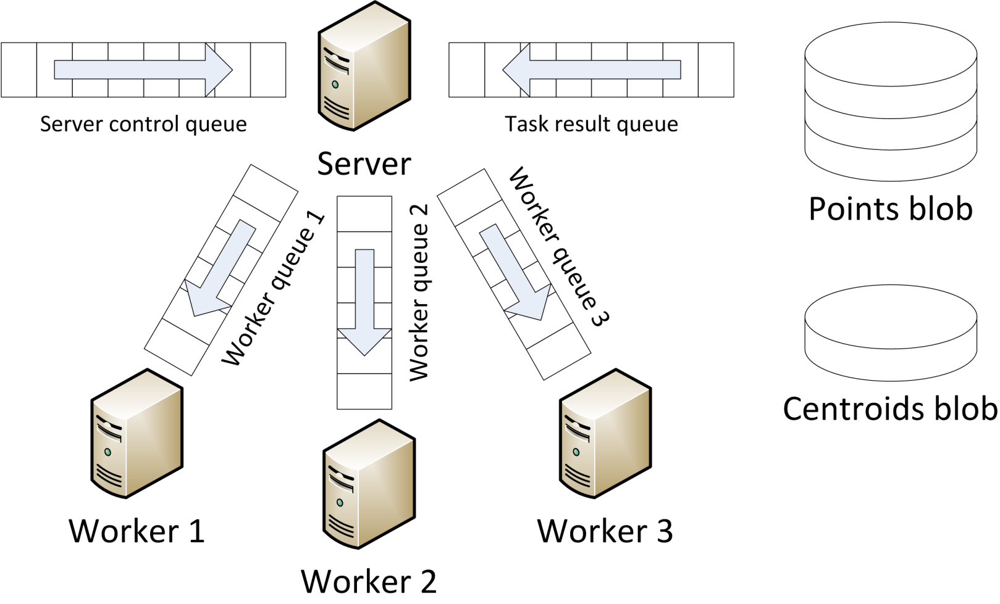 Server control queue
Server
Task result queue
Points blob
Worker queue 1
Worker queue 2
Worker queue 3
Centroids blob
Worker 1
Worker 2
Worker 3